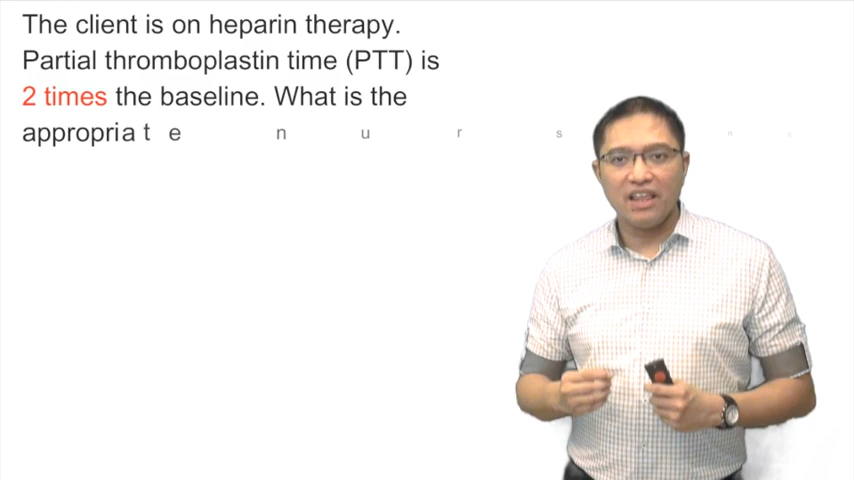 The client is on heparin therapy.
Partial thromboplastin time (PTT) is
2 times the baseline. What is the
appropria t e n u r s n